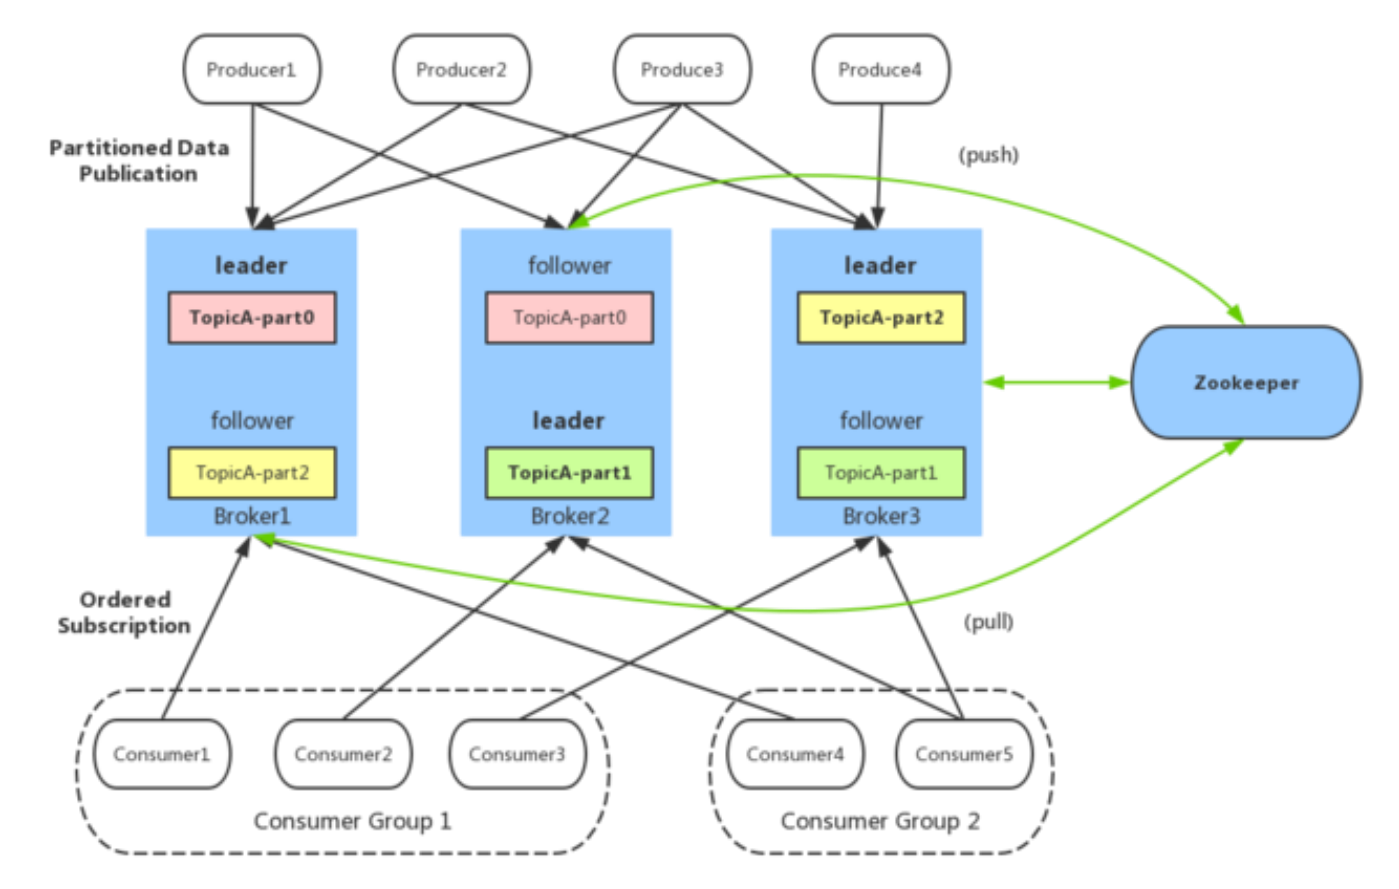 Producer1
Producer2
Produce3
Produce4
Partitioned Data
Publication
(push)
leader
follower
leader
TopicA-part0
TopicA-part0
TopicA-part2
Zookeeper
follower
leader
follower
TopicA-part2
TopicA-part1
TopicA-part1
Broker1
Broker2
Broker3
Ordered
Subscription
(pull)
Consumer1
Consumer2
Consumer3
Consumer4
Consumer5
Consumer Group 1
Consumer Group 2